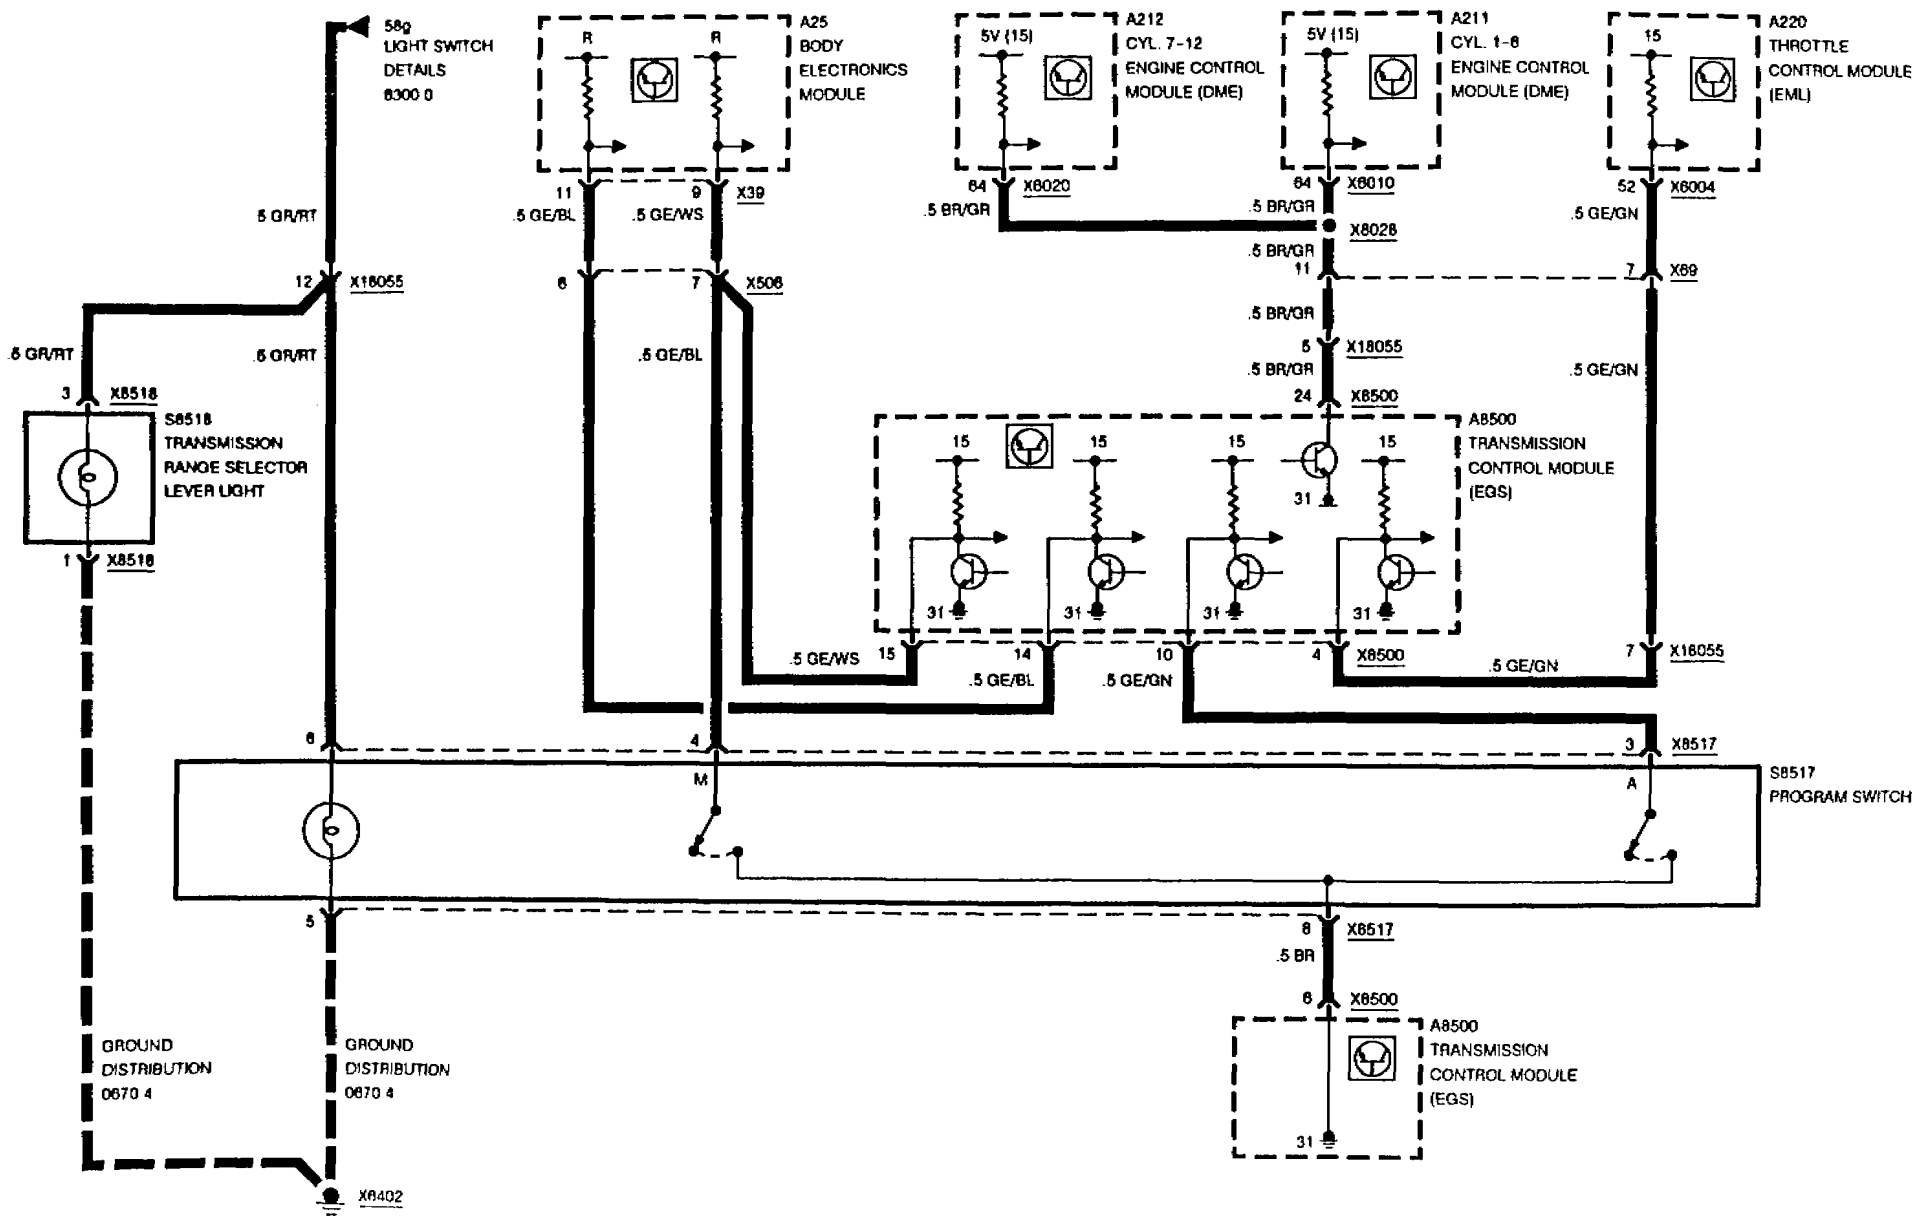 58g
LIGHT SWITCH
DETAILS
6300 0
A25
BODY
ELECTRONICS
MODULE
R
R
A212
CYL. 7-12
ENGINE CONTROL
MODULE (DME)
5V (15)
A211
CYL. 1-6
ENGINE CONTROL
MODULE (DME)
5V (15)
A220
THROTTLE
CONTROL MODULE
(EML)
15
11
9
X39
64
X6020
64
X6010
52
X6004
.5 GR/RT
.5 GE/BL
.5 GE/WS
.5 BR/GR
.5 BR/GR
.5 GE/GN
X8028
.5 BR/GR
12
X18055
6
7
X506
11
7
X69
.5 BR/GR
.5 GR/RT
.5 GR/RT
.5 GE/BL
5
X18055
.5 BR/GR
.5 GE/GN
3
X8518
24
X8500
S8518
TRANSMISSION
RANGE SELECTOR
LEVER LIGHT
A8500
TRANSMISSION
CONTROL MODULE
(EGS)
15
15
15
15
31
31
31
31
31
1
X8518
.5 GE/WS
15
14
10
4
X8500
7
X18055
.5 GE/BL
.5 GE/GN
.5 GE/GN
6
4
3
X8517
M
A
S8517
PROGRAM SWITCH
5
8
X8517
.5 BR
6
X8500
A8500
TRANSMISSION
CONTROL MODULE
(EGS)
31
GROUND
DISTRIBUTION
0670 4
GROUND
DISTRIBUTION
0670 4
X6402